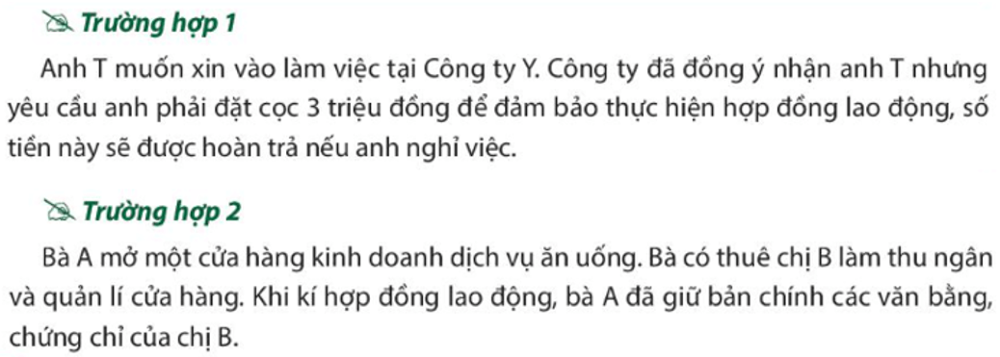 Trường hợp 1
Anh T muốn xin vào làm việc tại Công ty Y. Công ty đã đồng ý nhận anh T nhưng
yêu cầu anh phải đặt cọc 3 triệu đồng để đảm bảo thực hiện hợp đồng lao động, số
tiền này sẽ được hoàn trả nếu anh nghỉ việc.
Trường hợp 2
Bà A mở một cửa hàng kinh doanh dịch vụ ăn uống. Bà có thuê chị B làm thu ngân
và quản lí cửa hàng. Khi kí hợp đồng lao động, bà A đã giữ bản chính các văn bằng,
chứng chỉ của chị B.